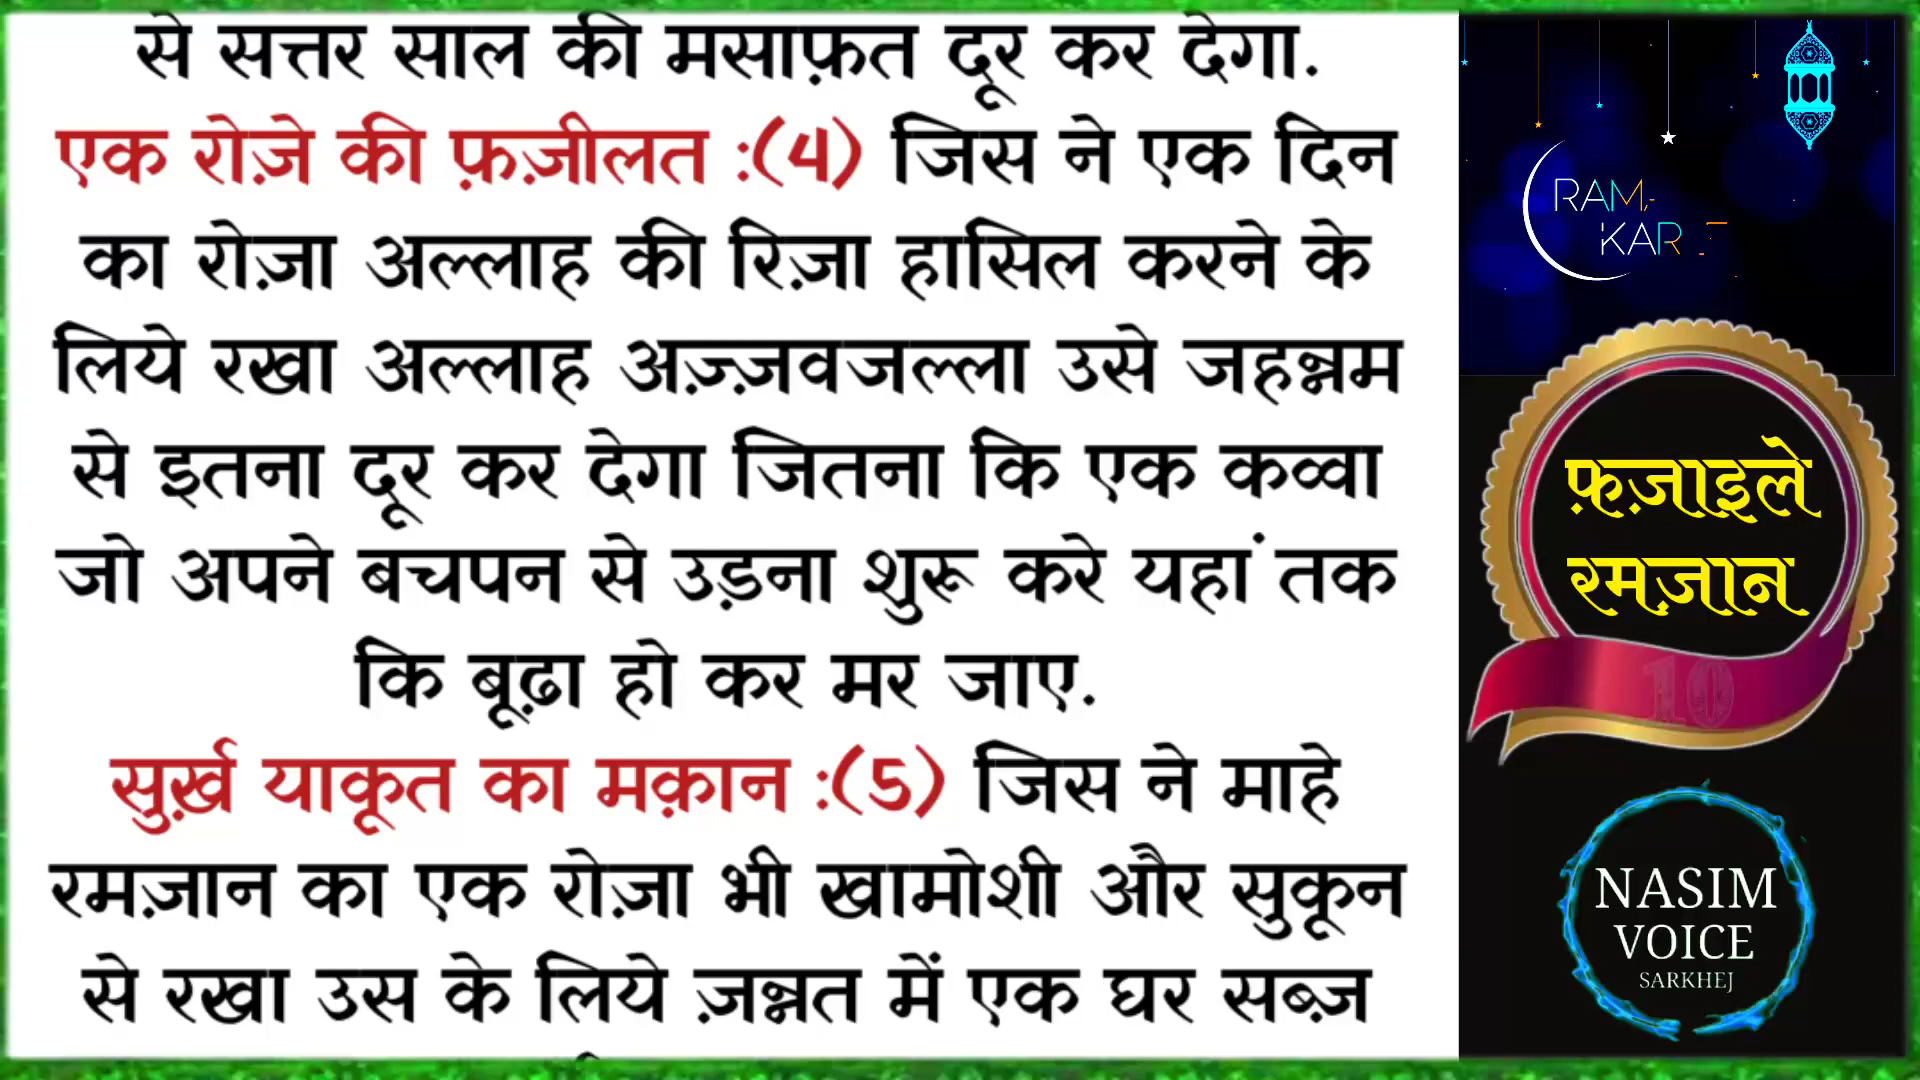 से सत्तर साल की मसाफ़त दूर कर देगा.
एक रोज़े की फ़ज़ीलत :(4) जिस ने एक दिन
का रोज़ा अल्लाह की रिज़ा हासिल करने के
लिये रखा अल्लाह अज़्ज़वजल्ला उसे जहन्नम
से इतना दूर कर देगा जितना कि एक कव्वा
जो अपने बचपन से उड़ना शुरू करे यहां तक
कि बूढ़ा हो कर मर जाए.
सुर्ख़ याकूत का मक़ान :(5) जिस ने माहे
रमज़ान का एक रोज़ा भी खामोशी और सुकून
से रखा उस के लिये ज़न्नत में एक घर सब्ज़
RAM
KAR
फ़ज़ाइले
रमज़ान
10
NASIM
VOICE
SARKHEJ